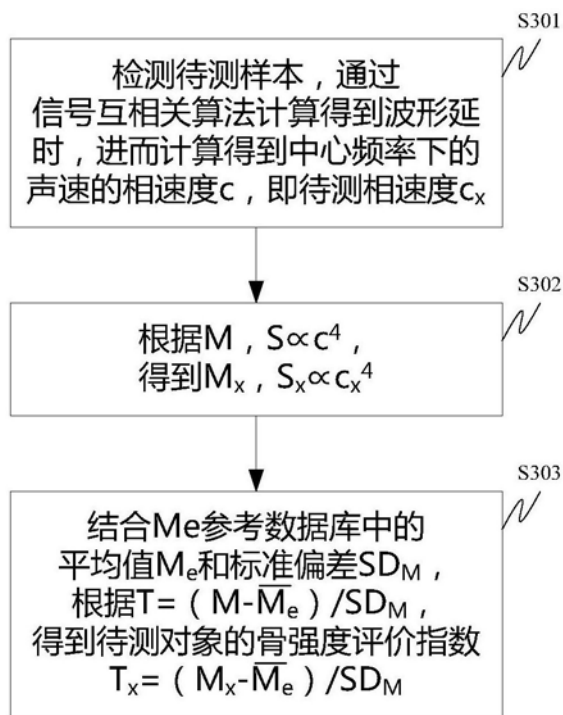 S301
检测待测样本，通过
信号互相关算法计算得到波形延
时，进而计算得到中心频率下的
声速的相速度c，即待测相速度cₓ
S302
根据M，S∝c⁴，
得到Mₓ，Sₓ∝cₓ⁴
S303
结合Me参考数据库中的
平均值Mₑ和标准偏差SD_M，
根据T=（M-M̅ₑ）/SD_M，
得到待测对象的骨强度评价指数
Tₓ=（Mₓ-M̅ₑ）/SD_M